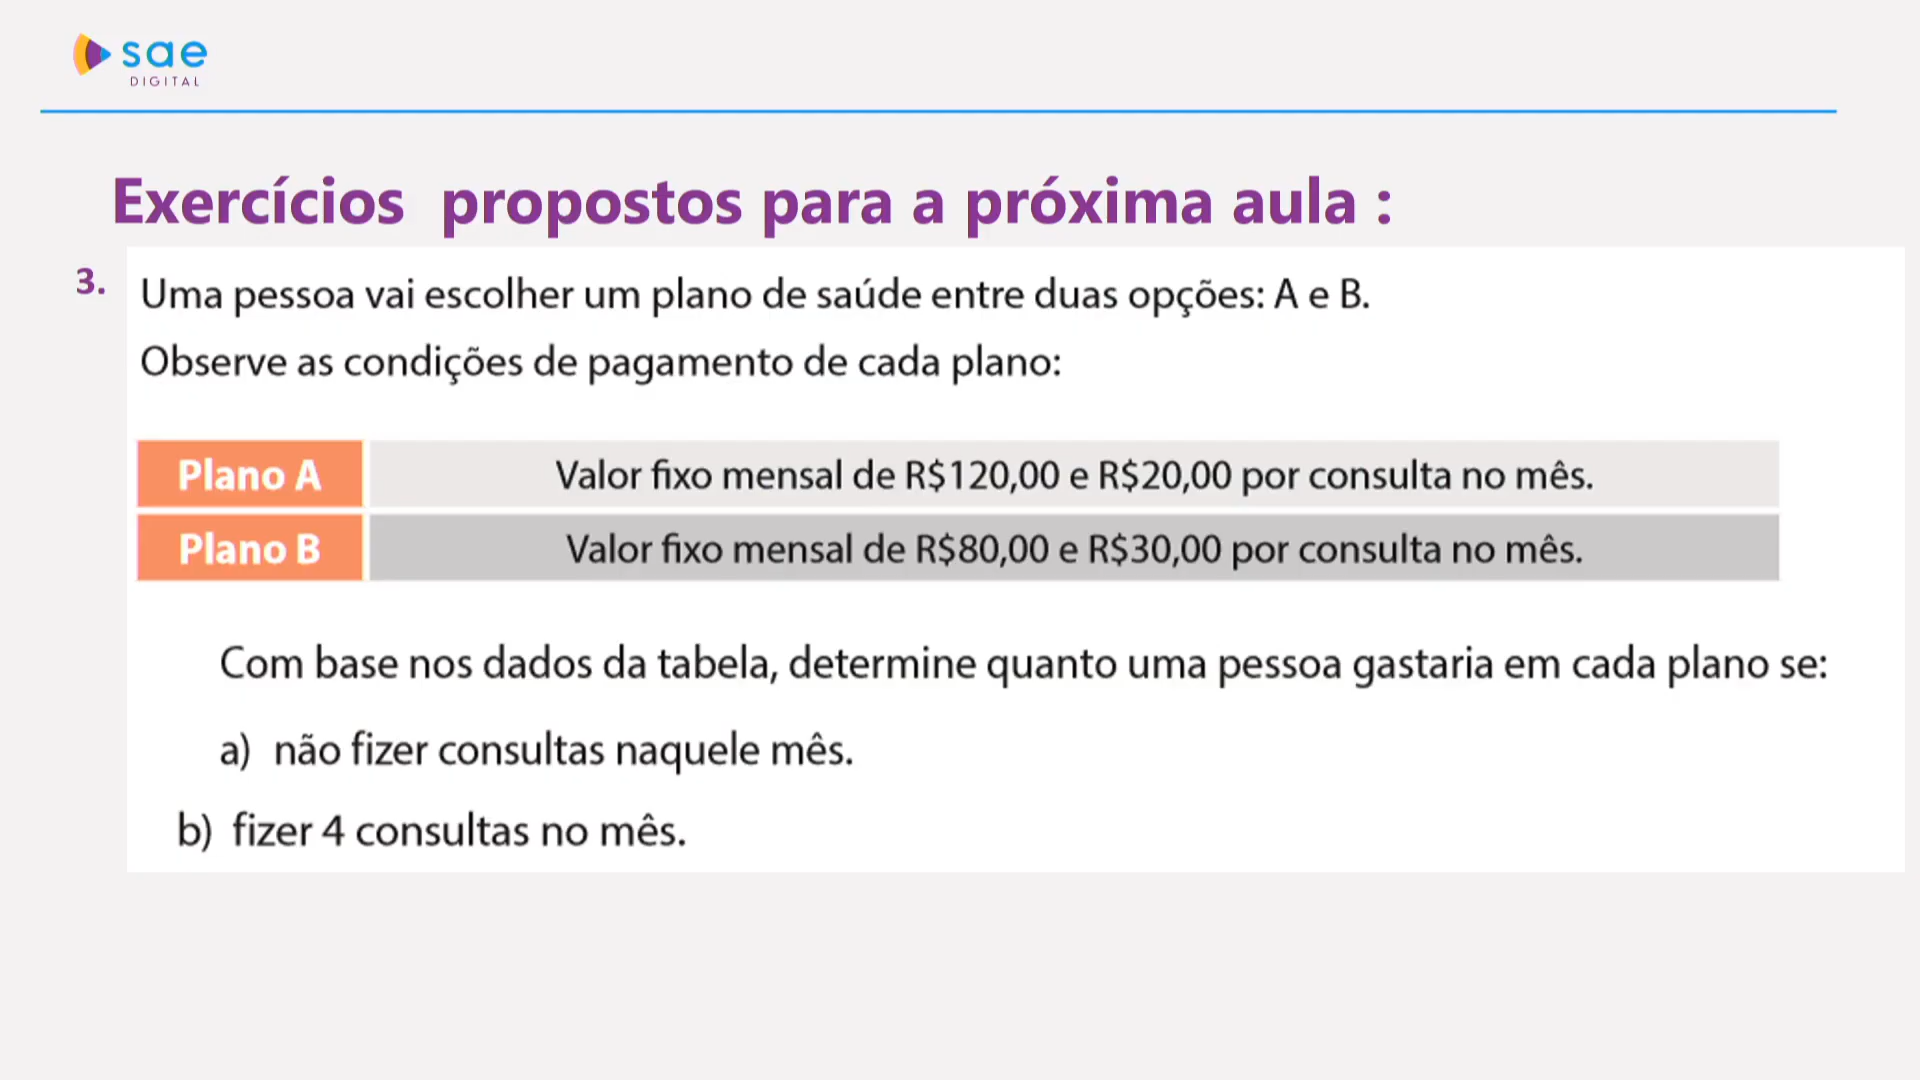 sae
DIGITAL
Exercícios propostos para a próxima aula :
3.
Uma pessoa vai escolher um plano de saúde entre duas opções: A e B.
Observe as condições de pagamento de cada plano:
Plano A Valor fixo mensal de R$120,00 e R$20,00 por consulta no mês.
Plano B Valor fixo mensal de R$80,00 e R$30,00 por consulta no mês.
Com base nos dados da tabela, determine quanto uma pessoa gastaria em cada plano se:
a) não fizer consultas naquele mês.
b) fizer 4 consultas no mês.